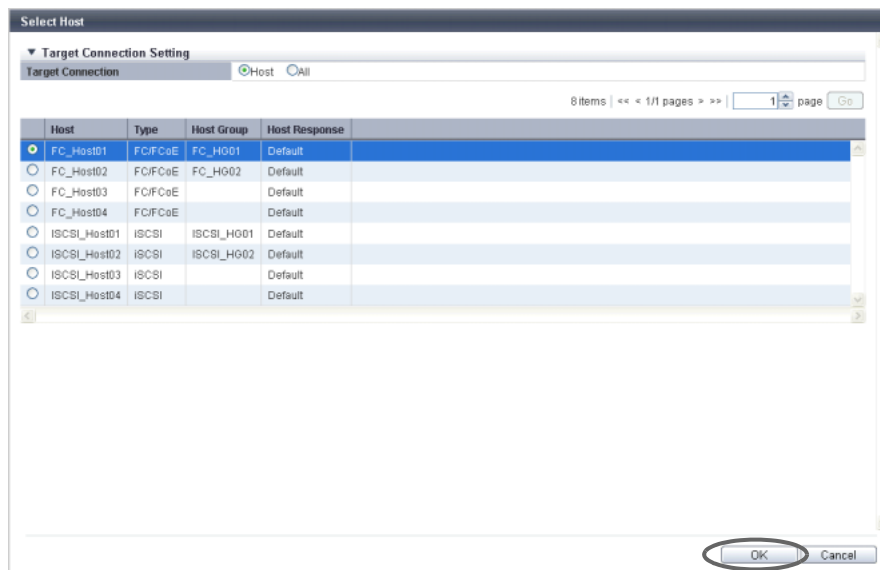 Select Host
▼ Target Connection Setting
Target Connection Host All
8 items | << < 1/1 pages > >> | 1 page Go
Host Type Host Group Host Response
FC_Host01 FC/FCoE FC_HG01 Default
FC_Host02 FC/FCoE FC_HG02 Default
FC_Host03 FC/FCoE Default
FC_Host04 FC/FCoE Default
ISCSI_Host01 iSCSI ISCSI_HG01 Default
ISCSI_Host02 iSCSI ISCSI_HG02 Default
ISCSI_Host03 iSCSI Default
ISCSI_Host04 iSCSI Default
OK Cancel